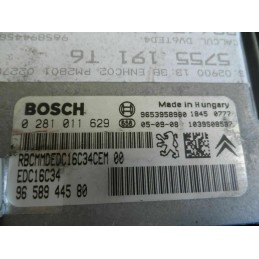 5755 191 T6
BOSCH
Made in Hungary
0 281 011 629
9653958980 1845 0777
05-09-08
RBCMMDEDC16C34CEM 00
EDC16C34
96 589 445 80